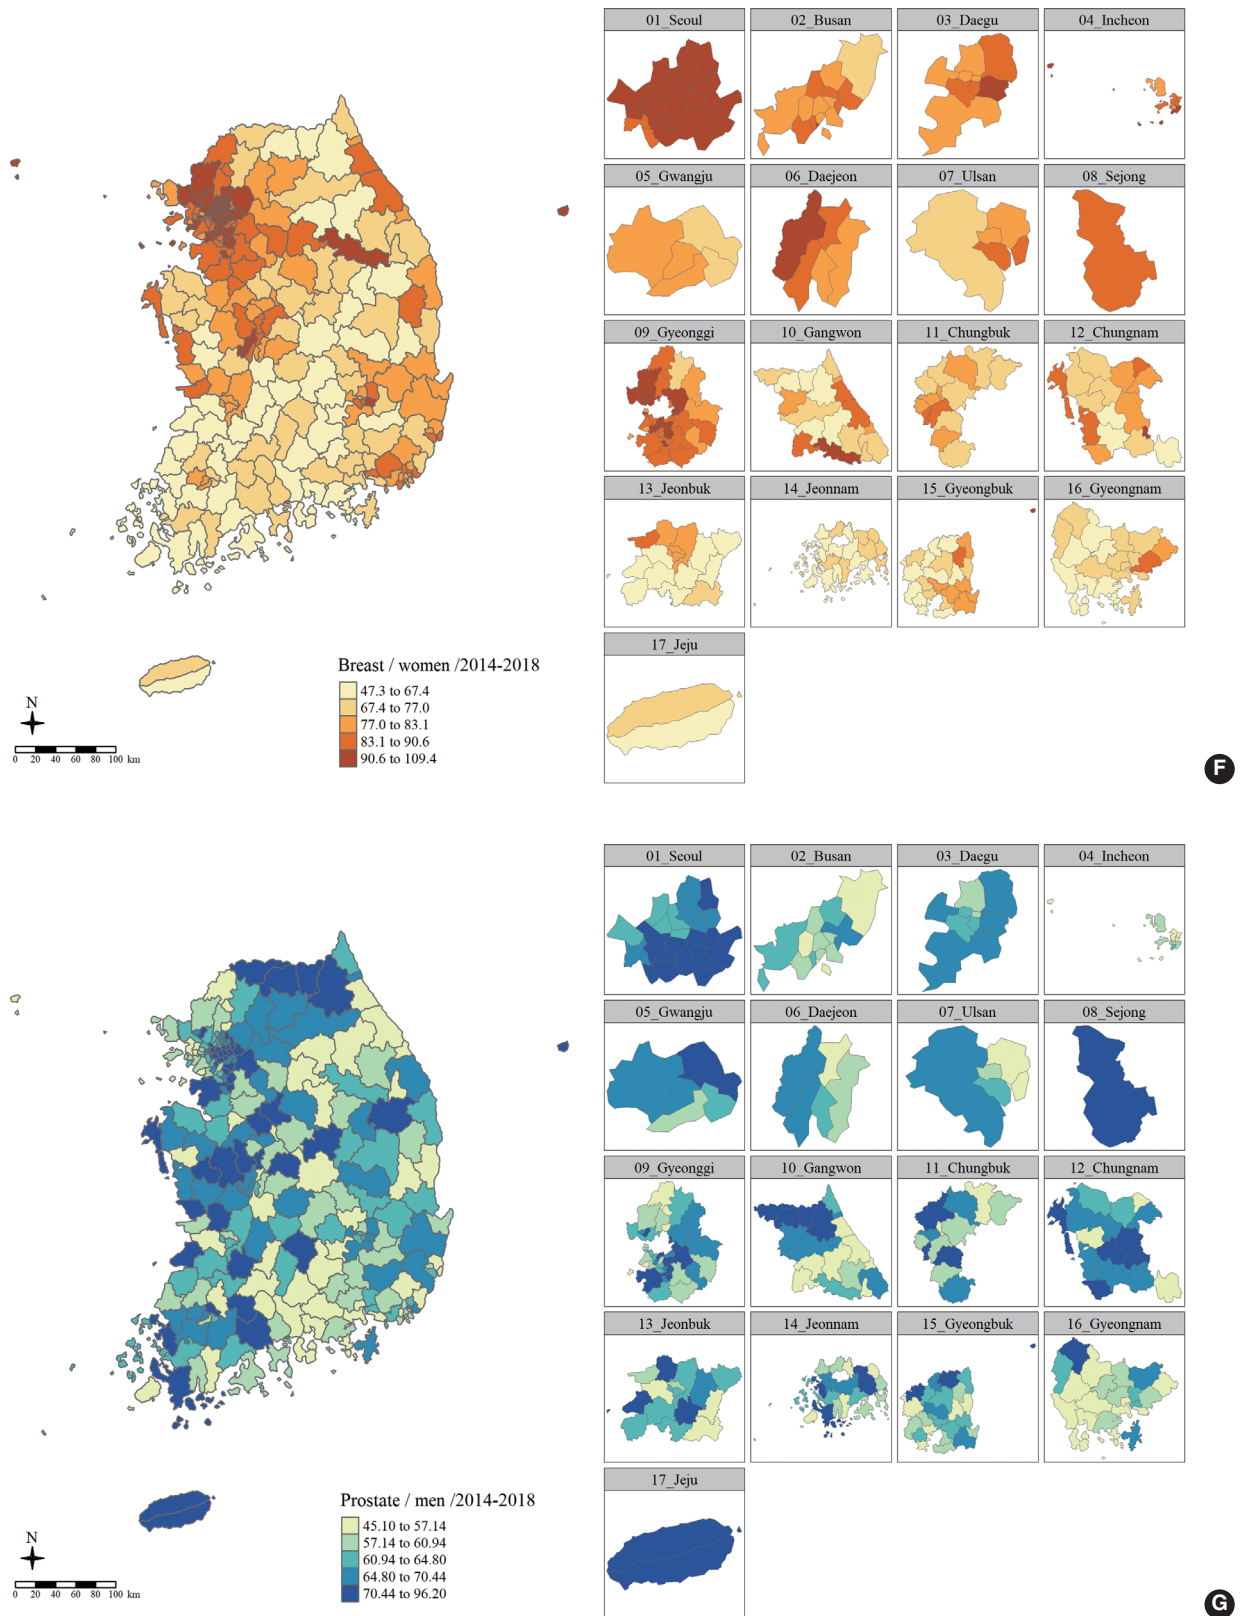 01_Seoul
02_Busan
03_Daegu
04_Incheon
05_Gwangju
06_Daejeon
07_Ulsan
08_Sejong
09_Gyeonggi
10_Gangwon
11_Chungbuk
12_Chungnam
13_Jeonbuk
14_Jeonnam
15_Gyeongbuk
16_Gyeongnam
17_Jeju
Breast / women /2014-2018
47.3 to 67.4
67.4 to 77.0
77.0 to 83.1
83.1 to 90.6
90.6 to 109.4
N
0 20 40 60 80 100 km
F
01_Seoul
02_Busan
03_Daegu
04_Incheon
05_Gwangju
06_Daejeon
07_Ulsan
08_Sejong
09_Gyeonggi
10_Gangwon
11_Chungbuk
12_Chungnam
13_Jeonbuk
14_Jeonnam
15_Gyeongbuk
16_Gyeongnam
17_Jeju
Prostate / men /2014-2018
45.10 to 57.14
57.14 to 60.94
60.94 to 64.80
64.80 to 70.44
70.44 to 96.20
N
0 20 40 60 80 100 km
G